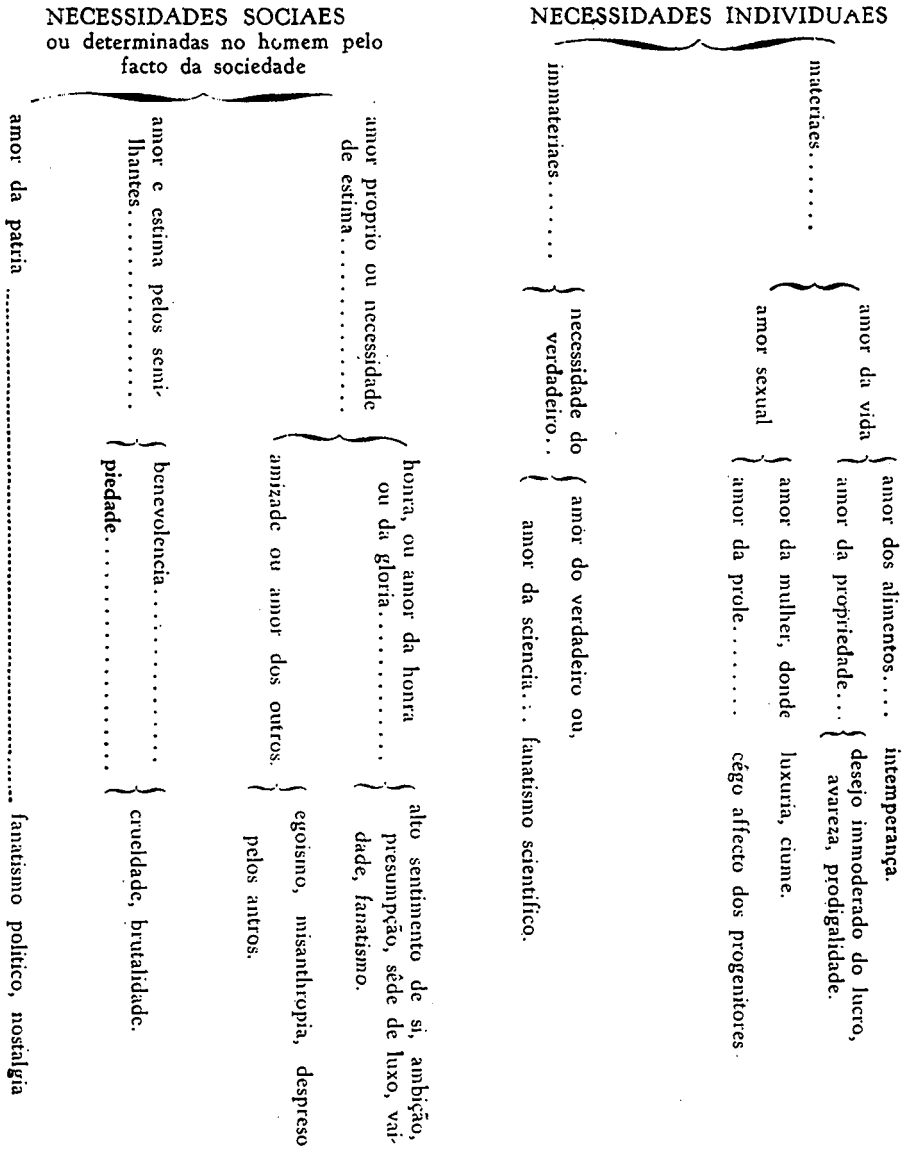 NECESSIDADES INDIVIDUAES
materiaes.......
amor da vida
amor dos alimentos....
intemperança.
amor da propriedade...
desejo immoderado do lucro,
avareza, prodigalidade.
amor sexual
amor da mulher, donde
luxuria, ciume.
amor da prole.......
cégo affecto dos progenitores
immateriaes.......
necessidade do
verdadeiro..
amôr do verdadeiro ou,
amor da sciencia...
fanatismo scientifico.
NECESSIDADES SOCIAES
ou determinadas no homem pelo
facto da sociedade
amor proprio ou necessidade
de estima...........
honra, ou amor da honra
ou da gloria...........
alto sentimento de si, ambição,
presumpção, sêde de luxo, vai-
dade, fanatismo.
amizade ou amor dos outros.
egoismo, misanthropia, despreso
pelos antros.
amor e estima pelos semi-
lhantes..............
benevolencia.............
piedade................
crueldade, brutalidade.
amor da patria ........................................
fanatismo politico, nostalgia